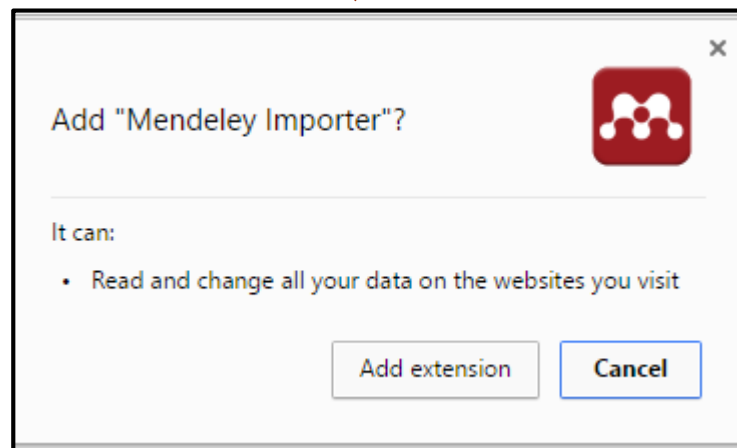 Add "Mendeley Importer"?
It can:
• Read and change all your data on the websites you visit
Add extension
Cancel